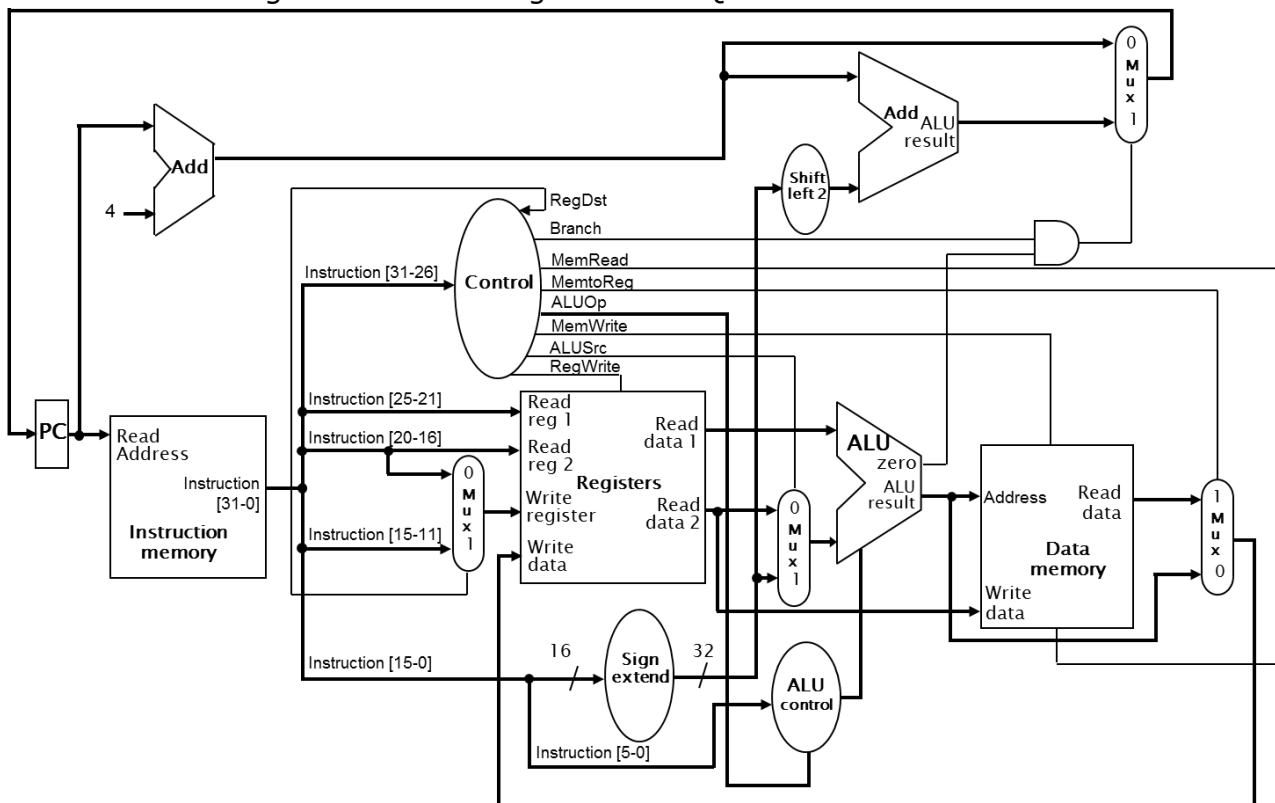 0
M
u
x
1
Add
ALU
result
Add
4
Shift
left 2
RegDst
Branch
MemRead
MemtoReg
ALUOp
MemWrite
ALUSrc
RegWrite
Control
Instruction [31-26]
Instruction [25-21]
Instruction [20-16]
Instruction [15-11]
Instruction [15-0]
Instruction [5-0]
PC
Read
Address
Instruction
[31-0]
Instruction
memory
0
M
u
x
1
Read
reg 1
Read
reg 2
Write
register
Write
data
Registers
Read
data 1
Read
data 2
0
M
u
x
1
ALU
zero
ALU
result
Address
Read
data
Data
memory
Write
data
1
M
u
x
0
16
Sign
extend
32
ALU
control